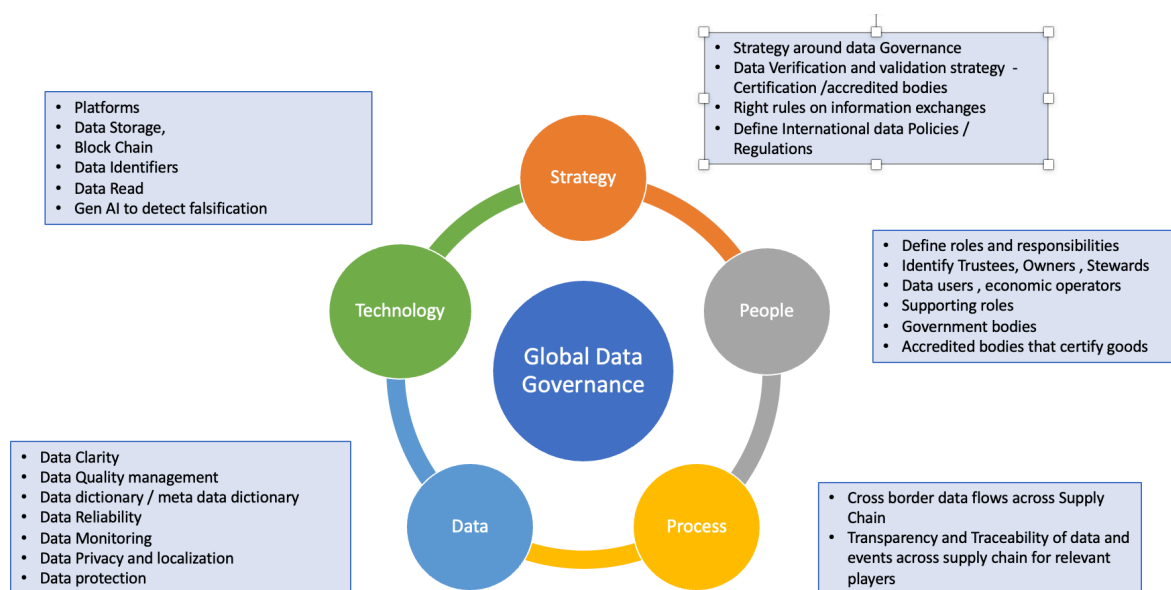 • Strategy around data Governance
• Data Verification and validation strategy -
Certification /accredited bodies
• Right rules on information exchanges
• Define International data Policies /
Regulations
• Platforms
• Data Storage,
• Block Chain
• Data Identifiers
• Data Read
• Gen AI to detect falsification
Strategy
• Define roles and responsibilities
• Identify Trustees, Owners , Stewards
• Data users , economic operators
• Supporting roles
• Government bodies
• Accredited bodies that certify goods
Technology
People
Global Data
Governance
• Data Clarity
• Data Quality management
• Data dictionary / meta data dictionary
• Data Reliability
• Data Monitoring
• Data Privacy and localization
• Data protection
Data
Process
• Cross border data flows across Supply
Chain
• Transparency and Traceability of data and
events across supply chain for relevant
players